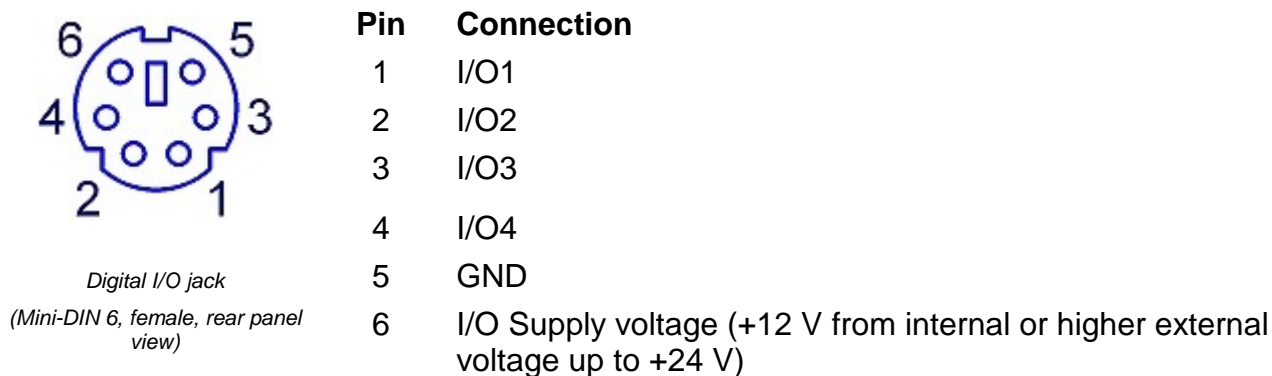 6 5
4 3
2 1
Digital I/O jack
(Mini-DIN 6, female, rear panel
view)
Pin Connection
1 I/O1
2 I/O2
3 I/O3
4 I/O4
5 GND
6 I/O Supply voltage (+12 V from internal or higher external
voltage up to +24 V)